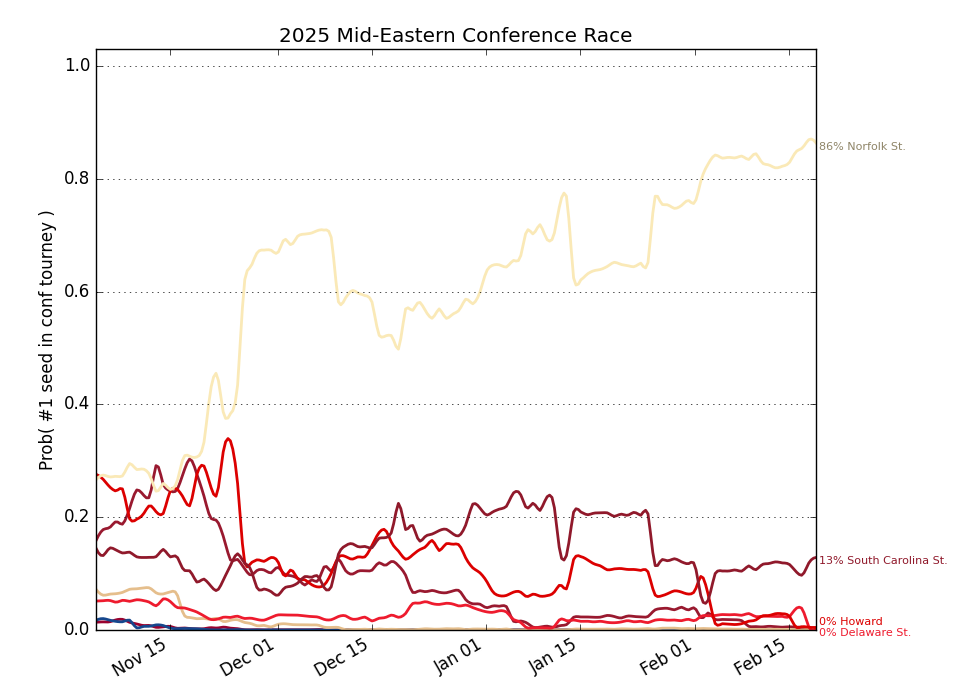 2025 Mid-Eastern Conference Race
Prob( #1 seed in conf tourney )
1.0
0.8
0.6
0.4
0.2
0.0
86% Norfolk St.
13% South Carolina St.
0% Howard
0% Delaware St.
Nov 15
Dec 01
Dec 15
Jan 01
Jan 15
Feb 01
Feb 15